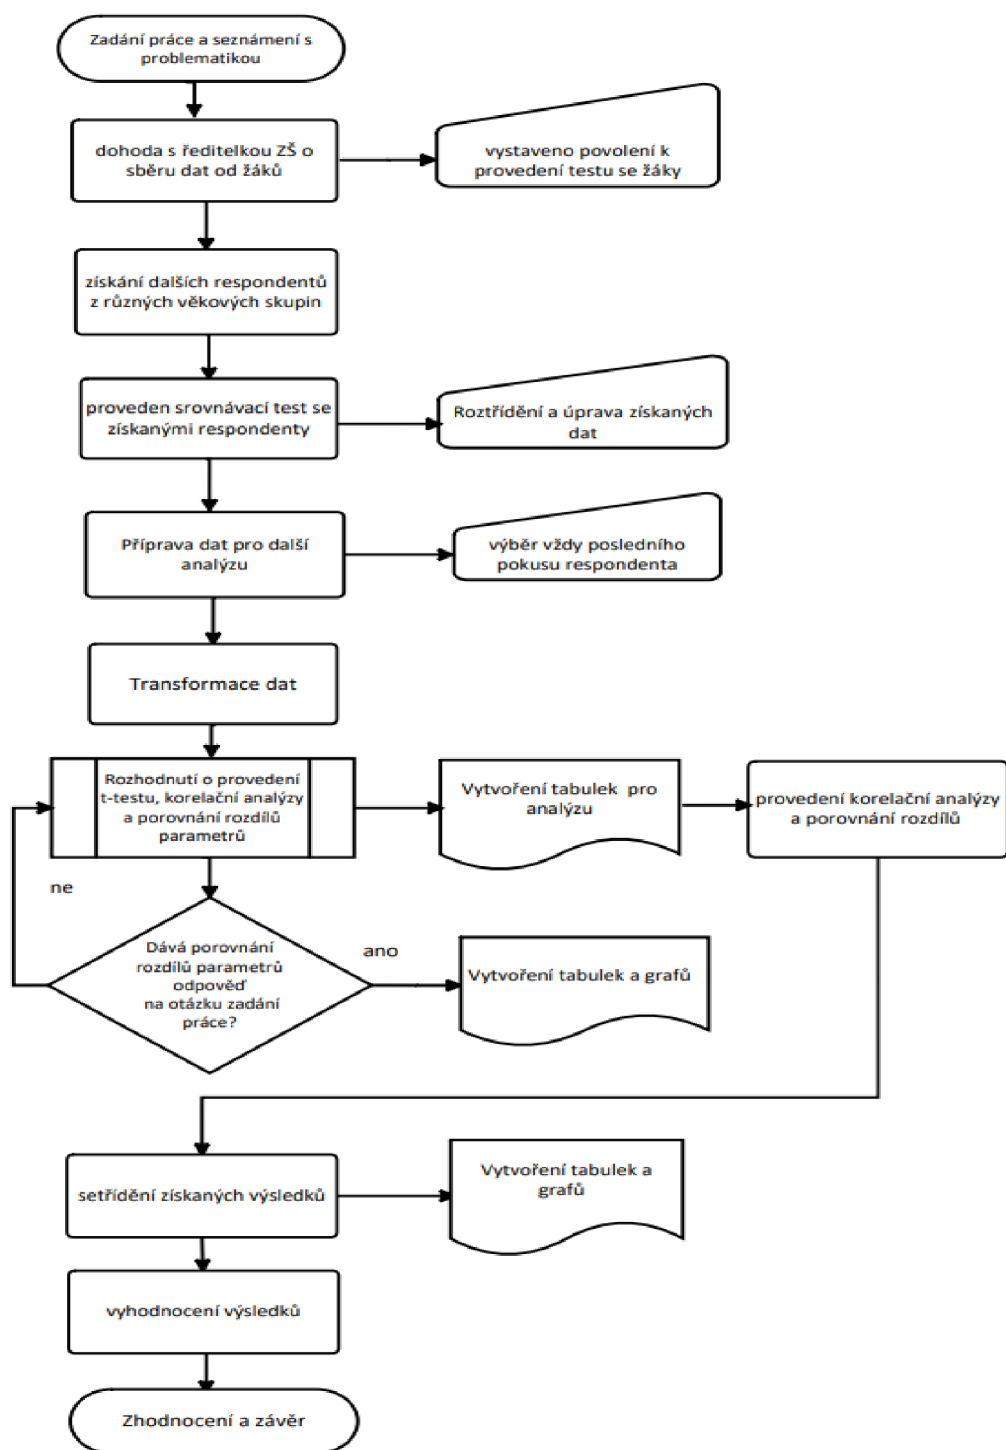 Zadání práce a seznámení s
problematikou
dohoda s ředitelkou ZŠ o
sběru dat od žáků
vystaveno povolení k
provedení testu se žáky
získání dalších respondentů
z různých věkových skupin
proveden srovnávací test se
získanými respondenty
Roztřídění a úprava získaných
dat
Příprava dat pro další
analýzu
výběr vždy posledního
pokusu respondenta
Transformace dat
Rozhodnutí o provedení
t-testu, korelační analýzy
a porovnání rozdílů
parametrů
Vytvoření tabulek pro
analýzu
provedení korelační analýzy
a porovnání rozdílů
ne
Dává porovnání
rozdílů parametrů
odpověď
na otázku zadání
práce?
ano
Vytvoření tabulek a grafů
setřídění získaných výsledků
Vytvoření tabulek a
grafů
vyhodnocení výsledků
Zhodnocení a závěr